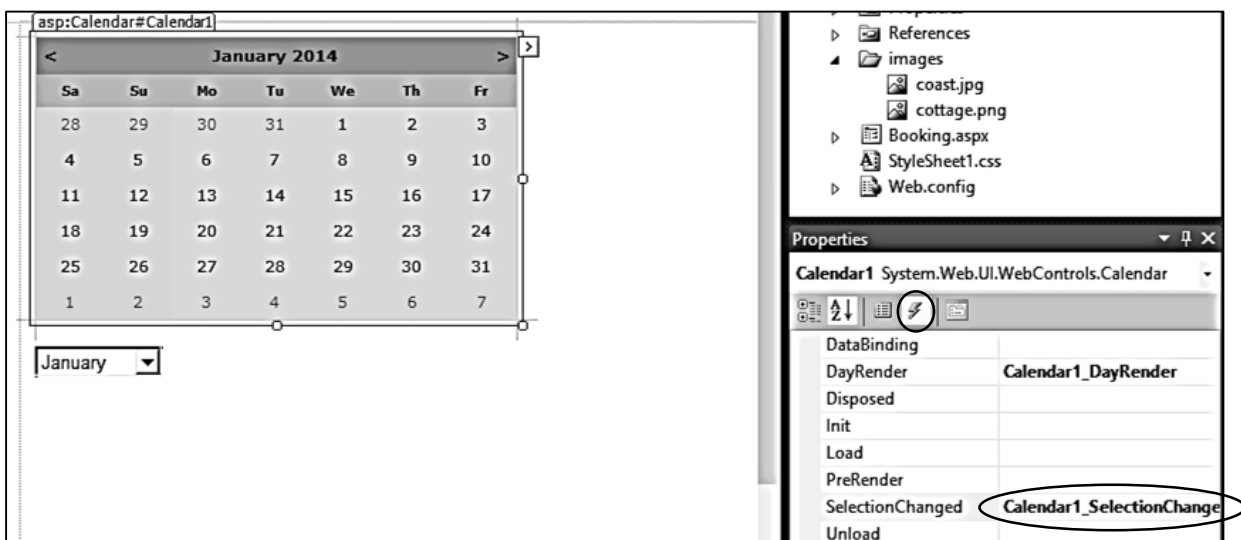 asp:Calendar#Calendar1
< January 2014 >
Sa Su Mo Tu We Th Fr
28 29 30 31 1 2 3
4 5 6 7 8 9 10
11 12 13 14 15 16 17
18 19 20 21 22 23 24
25 26 27 28 29 30 31
1 2 3 4 5 6 7
January
References
images
coast.jpg
cottage.png
Booking.aspx
StyleSheet1.css
Web.config
Properties
Calendar1 System.Web.UI.WebControls.Calendar
DataBinding
DayRender Calendar1_DayRender
Disposed
Init
Load
PreRender
SelectionChanged Calendar1_SelectionChange
Unload